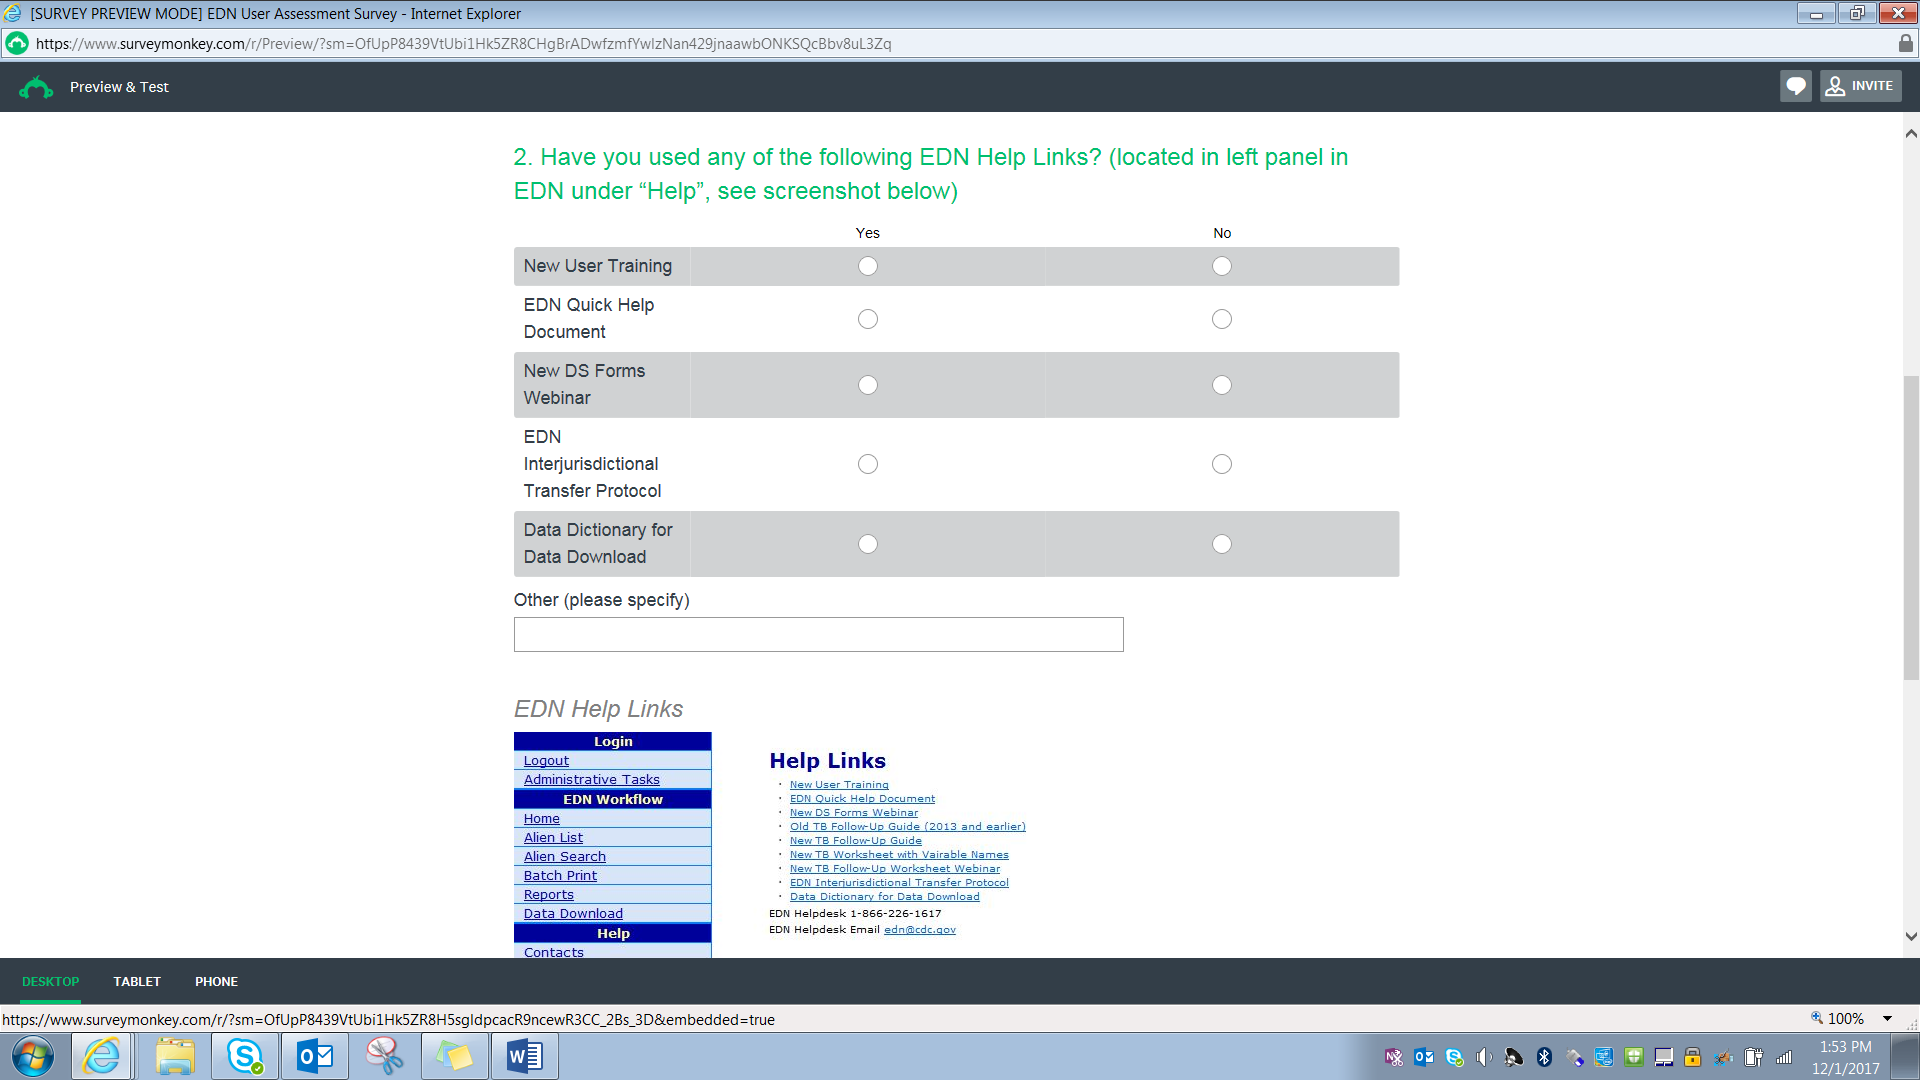 [SURVEY PREVIEW MODE] EDN User Assessment Survey - Internet Explorer
https://www.surveymonkey.com/r/Preview/?sm=OfUpP8439VtUbi1Hk5ZR8CHgBrADwfzmfYwlzNan429jnaawbONKSQcBbv8uL3Zq
Preview & Test
INVITE
2. Have you used any of the following EDN Help Links? (located in left panel in
EDN under “Help”, see screenshot below)
Yes No
New User Training
EDN Quick Help
Document
New DS Forms
Webinar
EDN
Interjurisdictional
Transfer Protocol
Data Dictionary for
Data Download
Other (please specify)
EDN Help Links
Login
Logout
Administrative Tasks
EDN Workflow
Home
Alien List
Alien Search
Batch Print
Reports
Data Download
Help
Contacts
Help Links
New User Training
EDN Quick Help Document
New DS Forms Webinar
Old TB Follow-Up Guide (2013 and earlier)
New TB Follow-Up Guide
New TB Worksheet with Vairable Names
New TB Follow-Up Worksheet Webinar
EDN Interjurisdictional Transfer Protocol
Data Dictionary for Data Download
EDN Helpdesk 1-866-226-1617
EDN Helpdesk Email edn@cdc.gov
DESKTOP TABLET PHONE
https://www.surveymonkey.com/r/?sm=OfUpP8439VtUbi1Hk5ZR8H5sgIdpcacR9ncewR3CC_2Bs_3D&embedded=true
100%
1:53 PM
12/1/2017